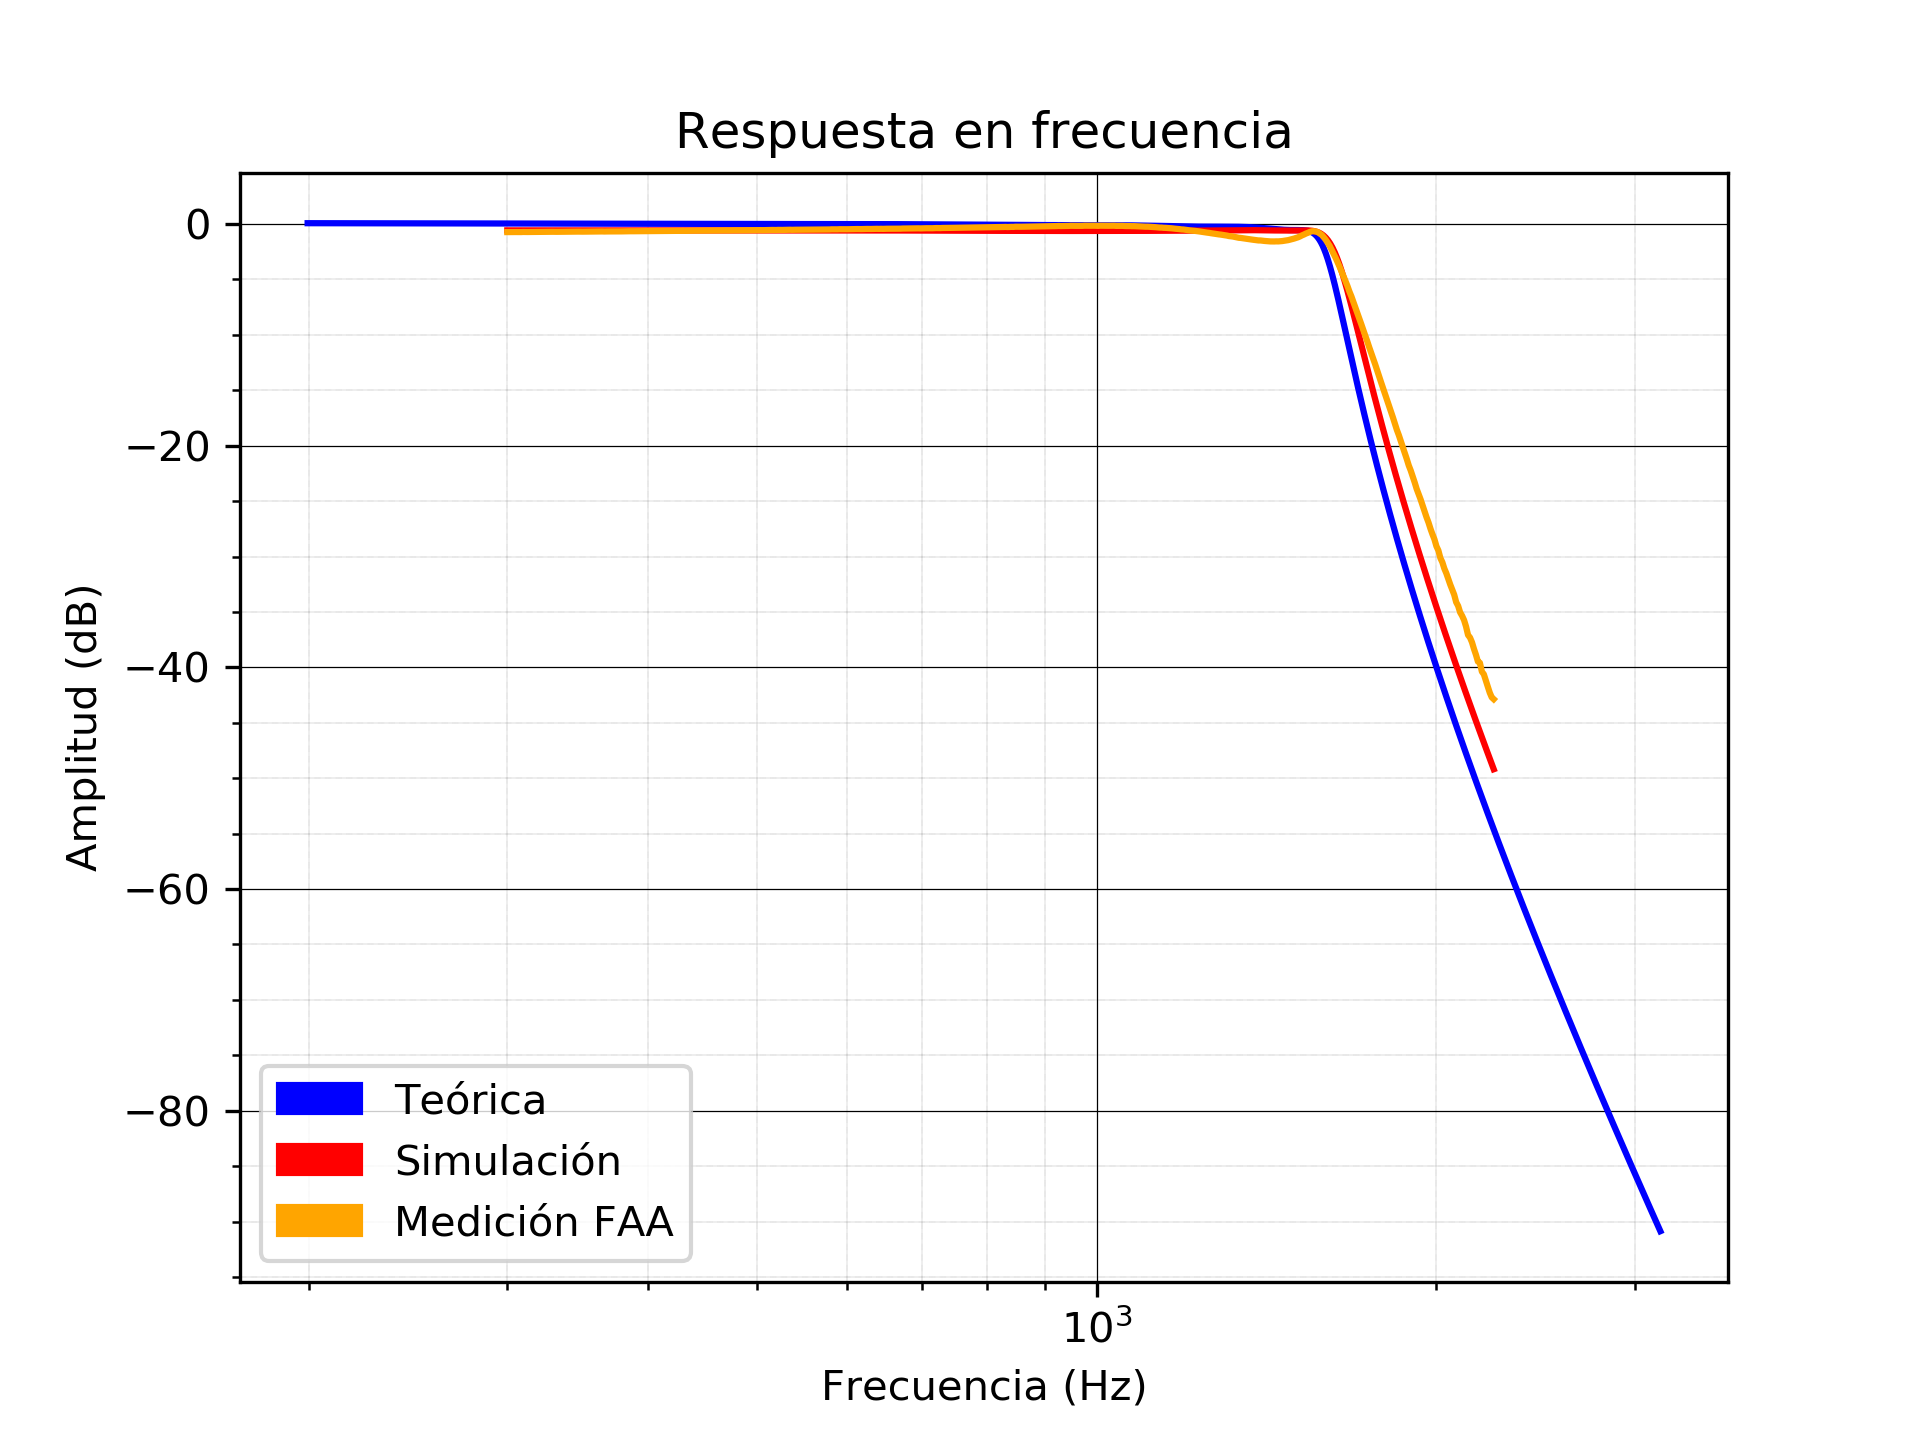 Respuesta en frecuencia
0
−20
−40
−60
−80
Amplitud (dB)
Teórica
Simulación
Medición FAA
10³
Frecuencia (Hz)